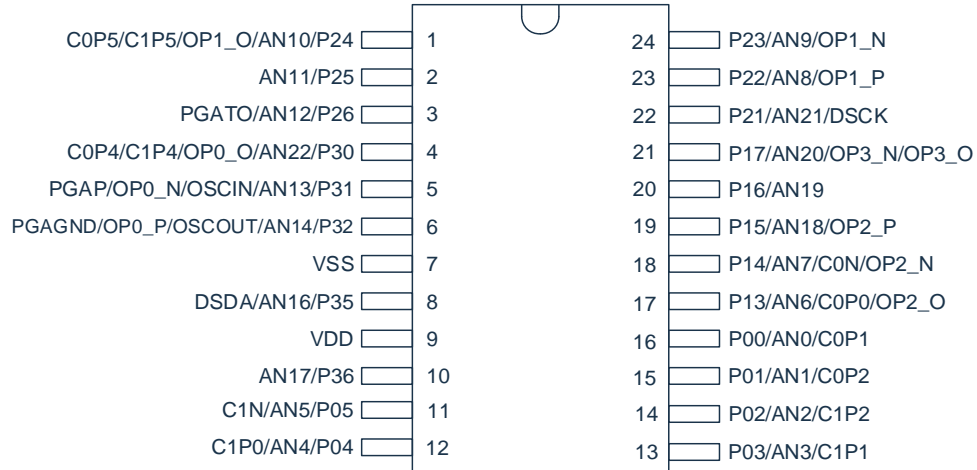 C0P5/C1P5/OP1_O/AN10/P24 1 24 P23/AN9/OP1_N
AN11/P25 2 23 P22/AN8/OP1_P
PGATO/AN12/P26 3 22 P21/AN21/DSCK
C0P4/C1P4/OP0_O/AN22/P30 4 21 P17/AN20/OP3_N/OP3_O
PGAP/OP0_N/OSCIN/AN13/P31 5 20 P16/AN19
PGAGND/OP0_P/OSCOUT/AN14/P32 6 19 P15/AN18/OP2_P
VSS 7 18 P14/AN7/C0N/OP2_N
DSDA/AN16/P35 8 17 P13/AN6/C0P0/OP2_O
VDD 9 16 P00/AN0/C0P1
AN17/P36 10 15 P01/AN1/C0P2
C1N/AN5/P05 11 14 P02/AN2/C1P2
C1P0/AN4/P04 12 13 P03/AN3/C1P1